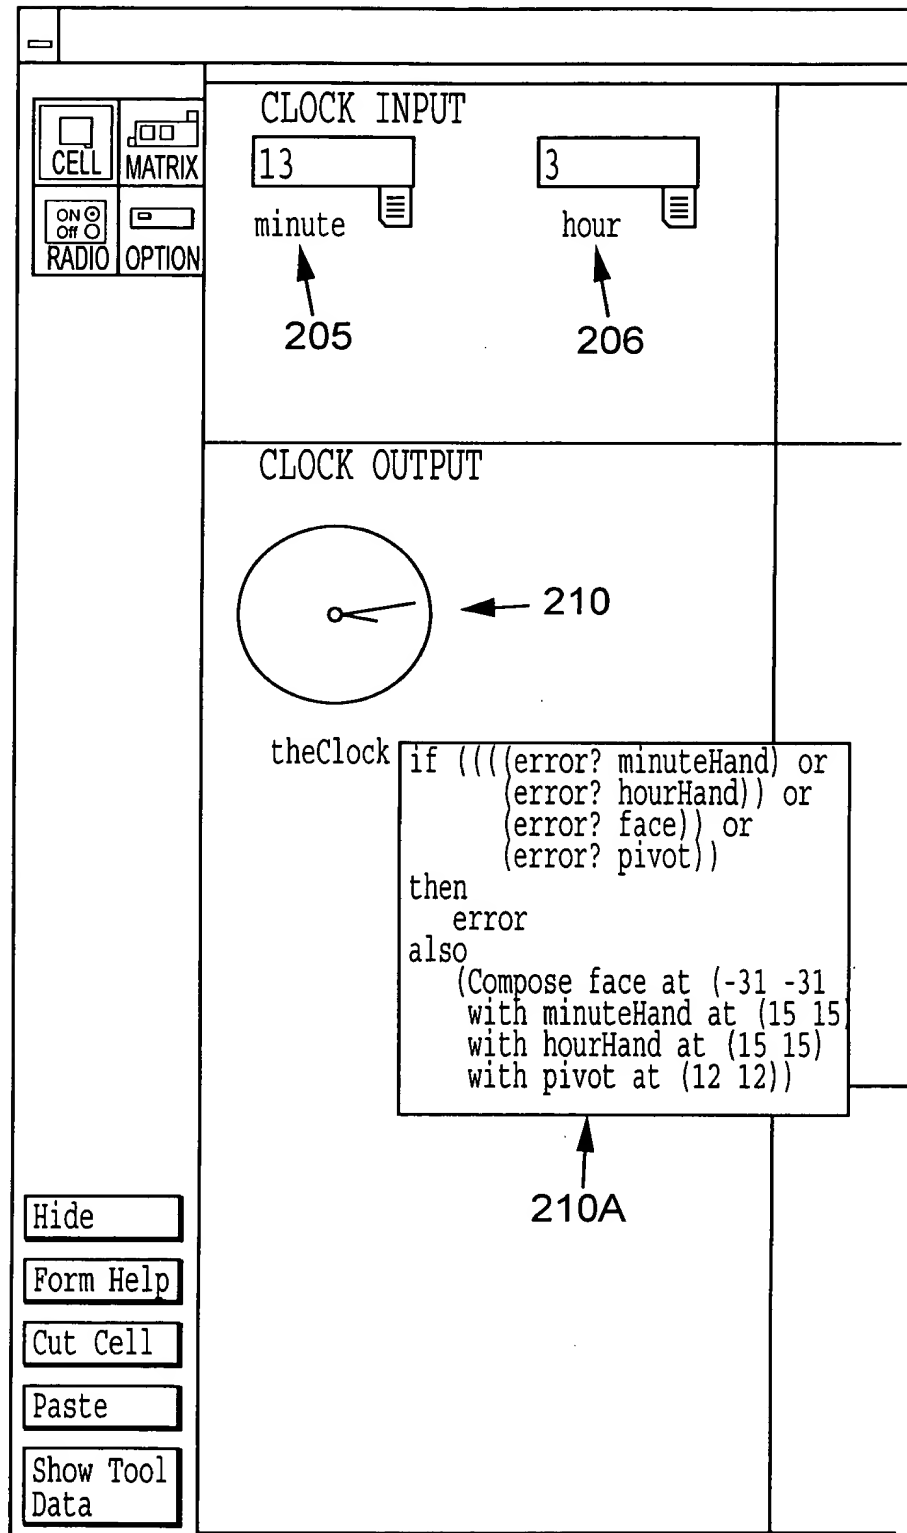 CLOCK INPUT
CELL
MATRIX
ON
Off
RADIO
OPTION
13
3
minute
hour
205
206
CLOCK OUTPUT
210
theClock
if ((((error? minuteHand) or
(error? hourHand)) or
(error? face)) or
(error? pivot))
then
error
also
(Compose face at (-31 -31
with minuteHand at (15 15)
with hourHand at (15 15)
with pivot at (12 12))
210A
Hide
Form Help
Cut Cell
Paste
Show Tool
Data